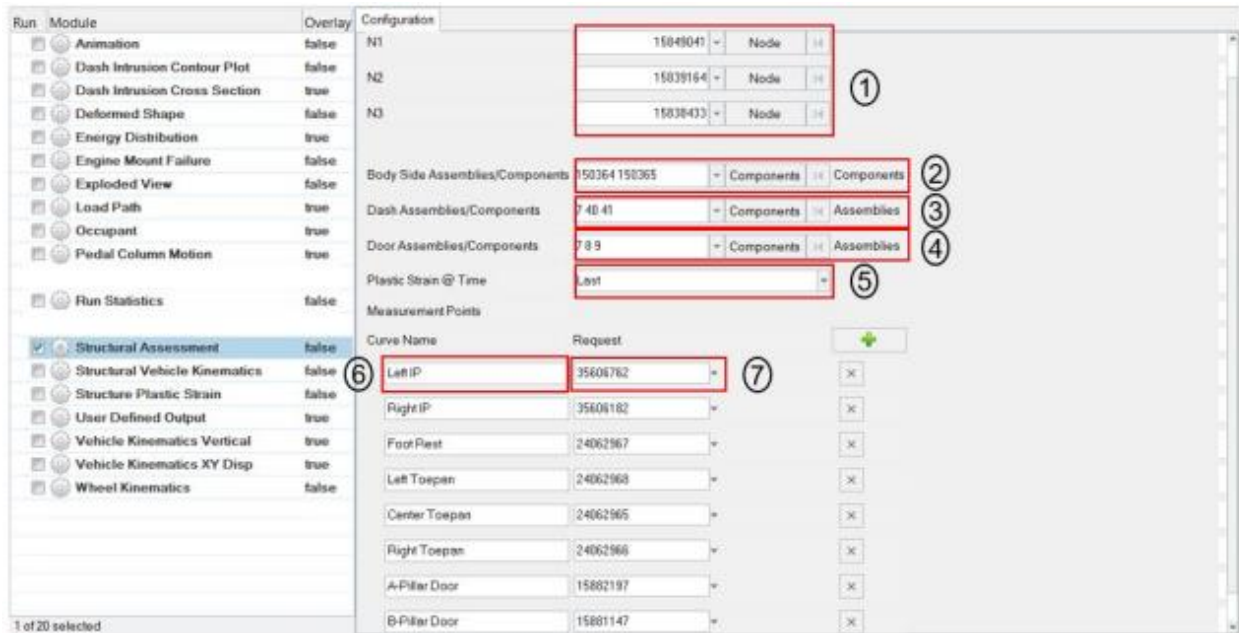 Run Module Overlay
Animation false
Dash Intrusion Contour Plot false
Dash Intrusion Cross Section true
Deformed Shape false
Energy Distribution true
Engine Mount Failure false
Exploded View false
Load Path true
Occupant true
Pedal Column Motion true
Run Statistics false
Structural Assessment false
Structural Vehicle Kinematics false
Structure Plastic Strain false
User Defined Output true
Vehicle Kinematics Vertical true
Vehicle Kinematics XY Disp true
Wheel Kinematics false
1 of 20 selected
Configuration
N1 15849041 Node
N2 15839164 Node
N3 15838433 Node
1
Body Side Assemblies/Components 150364 150365 Components Components 2
Dash Assemblies/Components 7 40 41 Components Assemblies 3
Door Assemblies/Components 7 8 9 Components Assemblies 4
Plastic Strain @ Time Last 5
Measurement Points
Curve Name Request
6 Left IP 35606762 7
Right IP 35606182
Foot Rest 24062967
Left Toepan 24062968
Center Toepan 24062965
Right Toepan 24062966
A-Pillar Door 15882197
B-Pillar Door 15881147